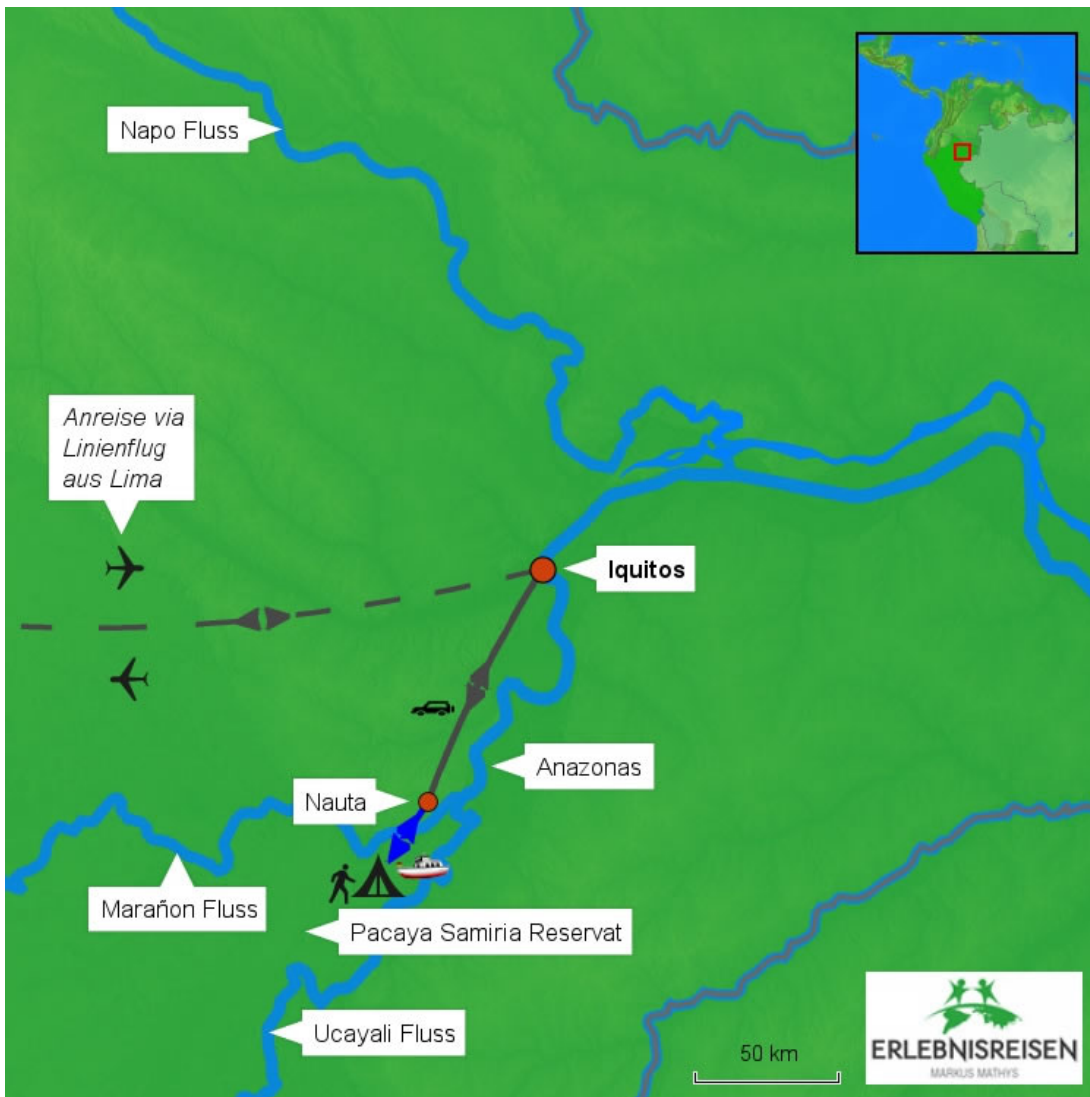 Napo Fluss
Anreise via
Linienflug
aus Lima
Iquitos
Anazonas
Nauta
Marañon Fluss
Pacaya Samiria Reservat
Ucayali Fluss
50 km
ERLEBNISREISEN
MARKUS MATHYS